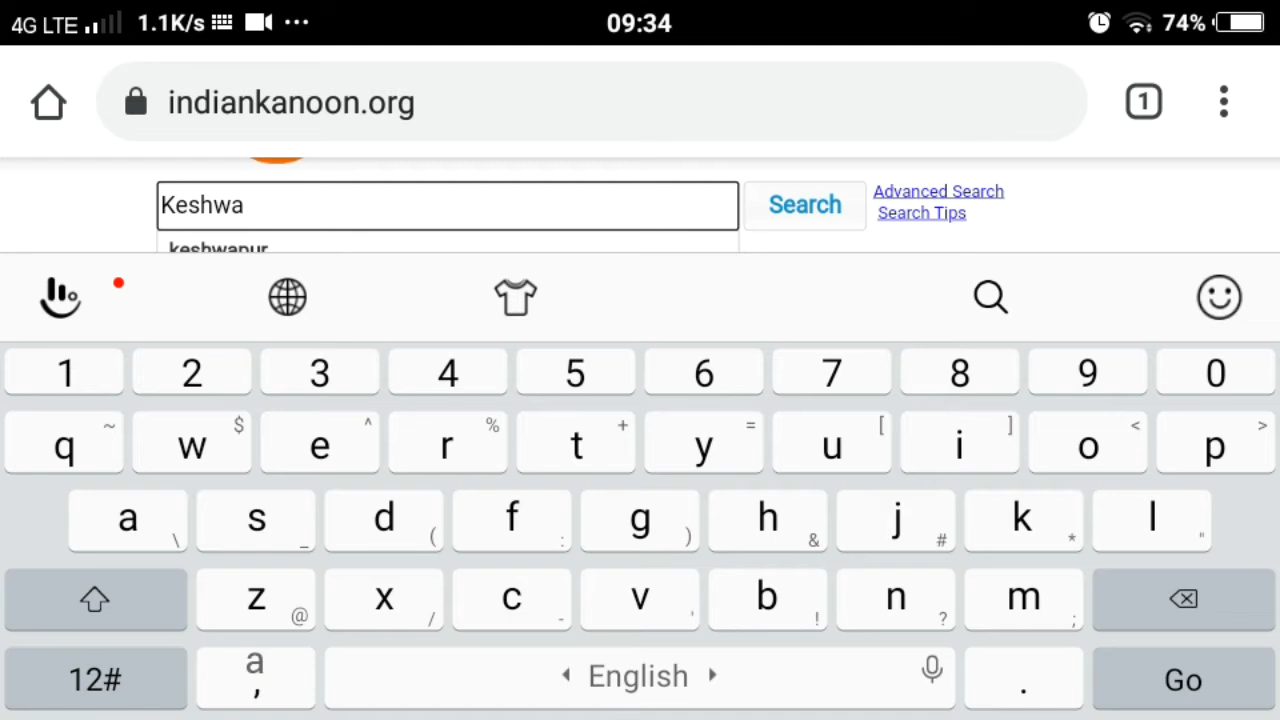 4G LTE 1.1K/s ... 09:34 74%
indiankanoon.org 1
Keshwa Search Advanced Search
Search Tips
keshwapur
1 2 3 4 5 6 7 8 9 0
q ~ w $ e ^ r % t + y = u [ i ] o < p >
a \ s _ d ( f : g ) h & j # k * l "
z @ x / c - v ' b ! n ? m ;
12# a , English . Go